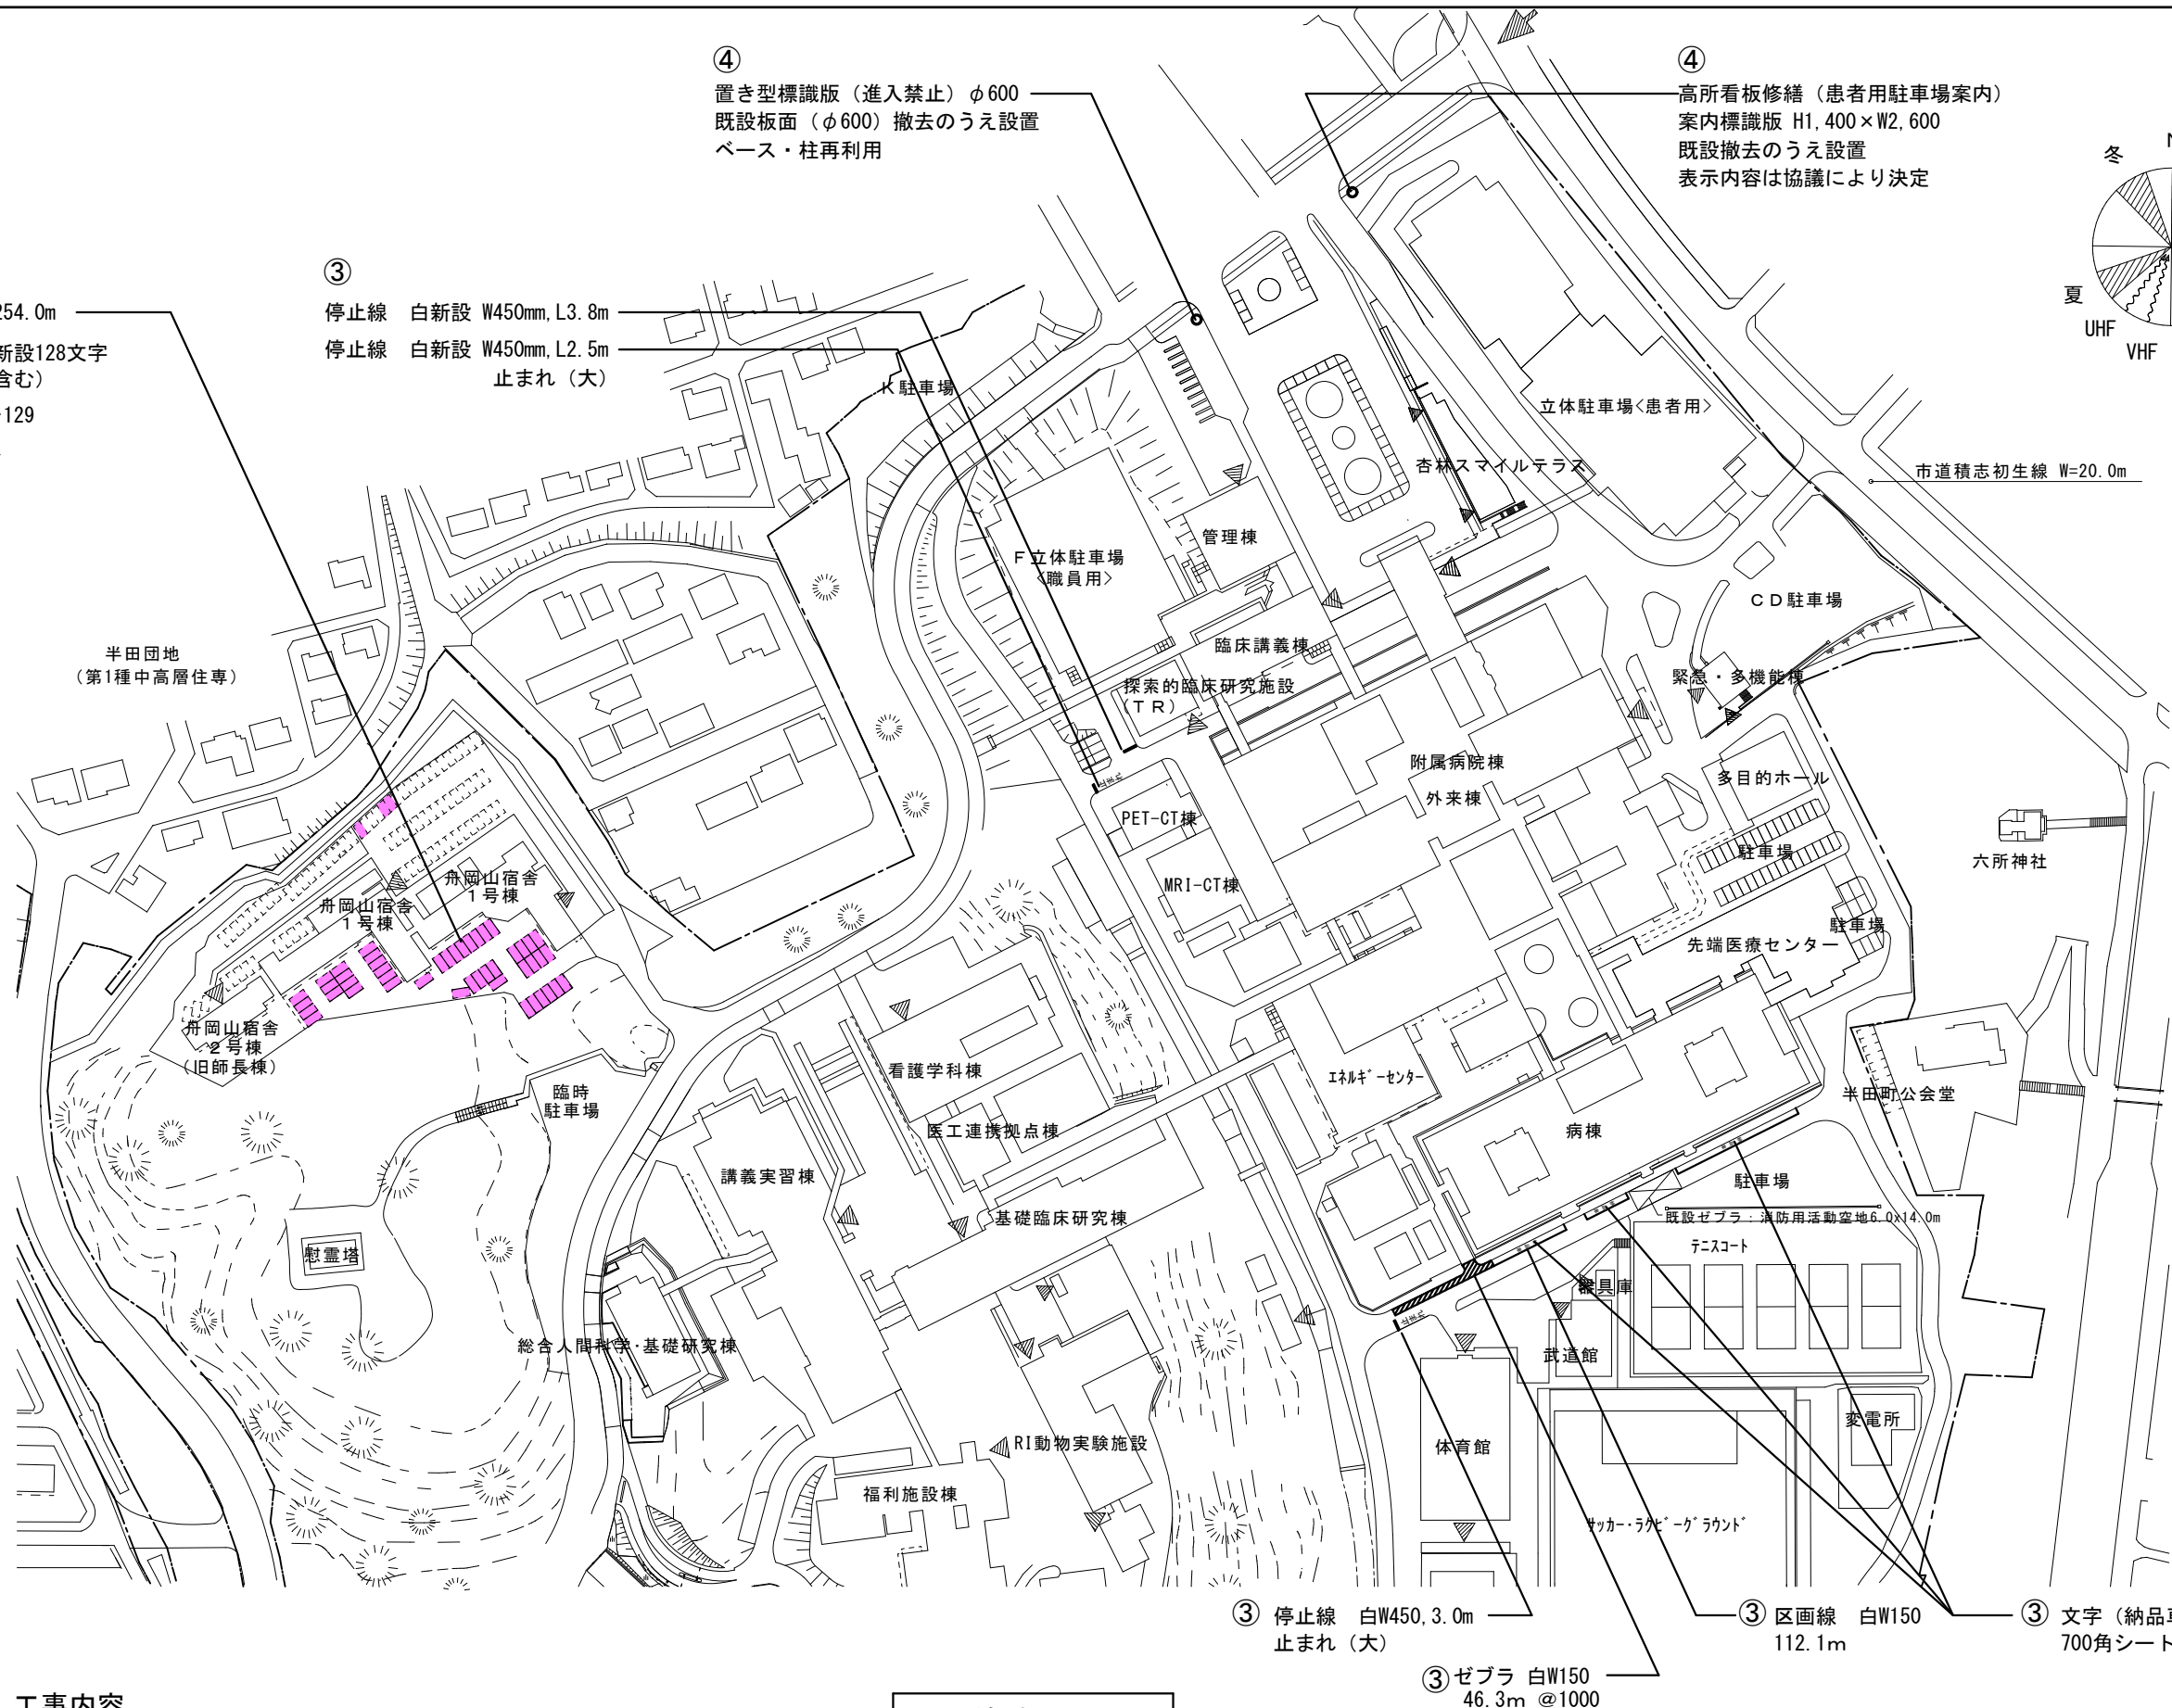 ④
置き型標識版（進入禁止）φ600
既設板面（φ600）撤去のうえ設置
ベース・柱再利用
④
高所看板修繕（患者用駐車場案内）
案内標識版 H1,400×W2,600
既設撤去のうえ設置
表示内容は協議により決定
冬
夏
UHF
VHF
③
停止線　白新設 W450mm,L3.8m
停止線　白新設 W450mm,L2.5m
止まれ（大）
254.0m
新設128文字
含む）
129
K駐車場
立体駐車場<患者用>
杏林スマイルテラス
市道積志初生線 W=20.0m
管理棟
F立体駐車場
<職員用>
CD駐車場
臨床講義棟
半田団地
（第1種中高層住専）
探索的臨床研究施設
（TR）
緊急・多機能棟
附属病院棟
外来棟
多目的ホール
PET-CT棟
駐車場
六所神社
MRI-CT棟
舟岡山宿舎
1号棟
舟岡山宿舎
1号棟
駐車場
先端医療センター
舟岡山宿舎
2号棟
（旧師長棟）
看護学科棟
ｴﾈﾙｷﾞｰｾﾝﾀｰ
臨時
駐車場
半田町公会堂
医工連携拠点棟
病棟
講義実習棟
駐車場
基礎臨床研究棟
既設ゼブラ：消防用活動空地6.0x14.0m
慰霊塔
ﾃﾆｽｺｰﾄ
器具庫
総合人間科学･基礎研究棟
武道館
変電所
体育館
RI動物実験施設
福利施設棟
ｻｯｶｰ･ﾗｸﾞﾋﾞｰｸﾞﾗｳﾝﾄﾞ
③ 停止線　白W450,3.0m
止まれ（大）
③ 区画線　白W150
112.1m
③ 文字（納品
700角シート
③ ゼブラ 白W150
46.3m @1000
工事内容